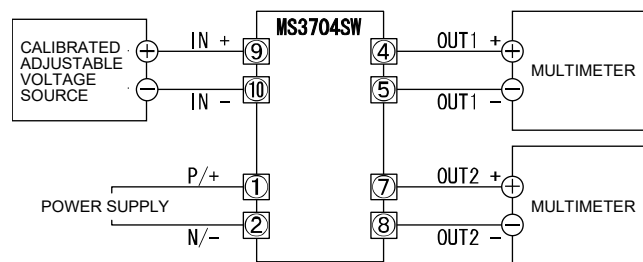 MS3704SW
CALIBRATED
ADJUSTABLE
VOLTAGE
SOURCE
+
−
IN +
IN −
9
10
4
5
OUT1 +
OUT1 −
+
−
MULTIMETER
POWER SUPPLY
P/+
N/−
1
2
7
8
OUT2 +
OUT2 −
+
−
MULTIMETER